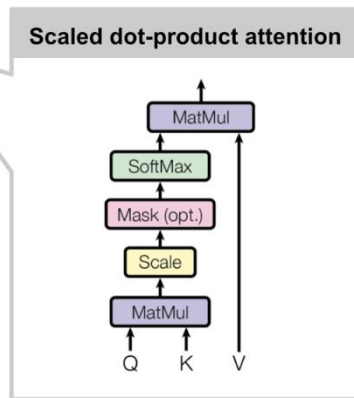 Scaled dot-product attention
MatMul
SoftMax
Mask (opt.)
Scale
MatMul
Q K V